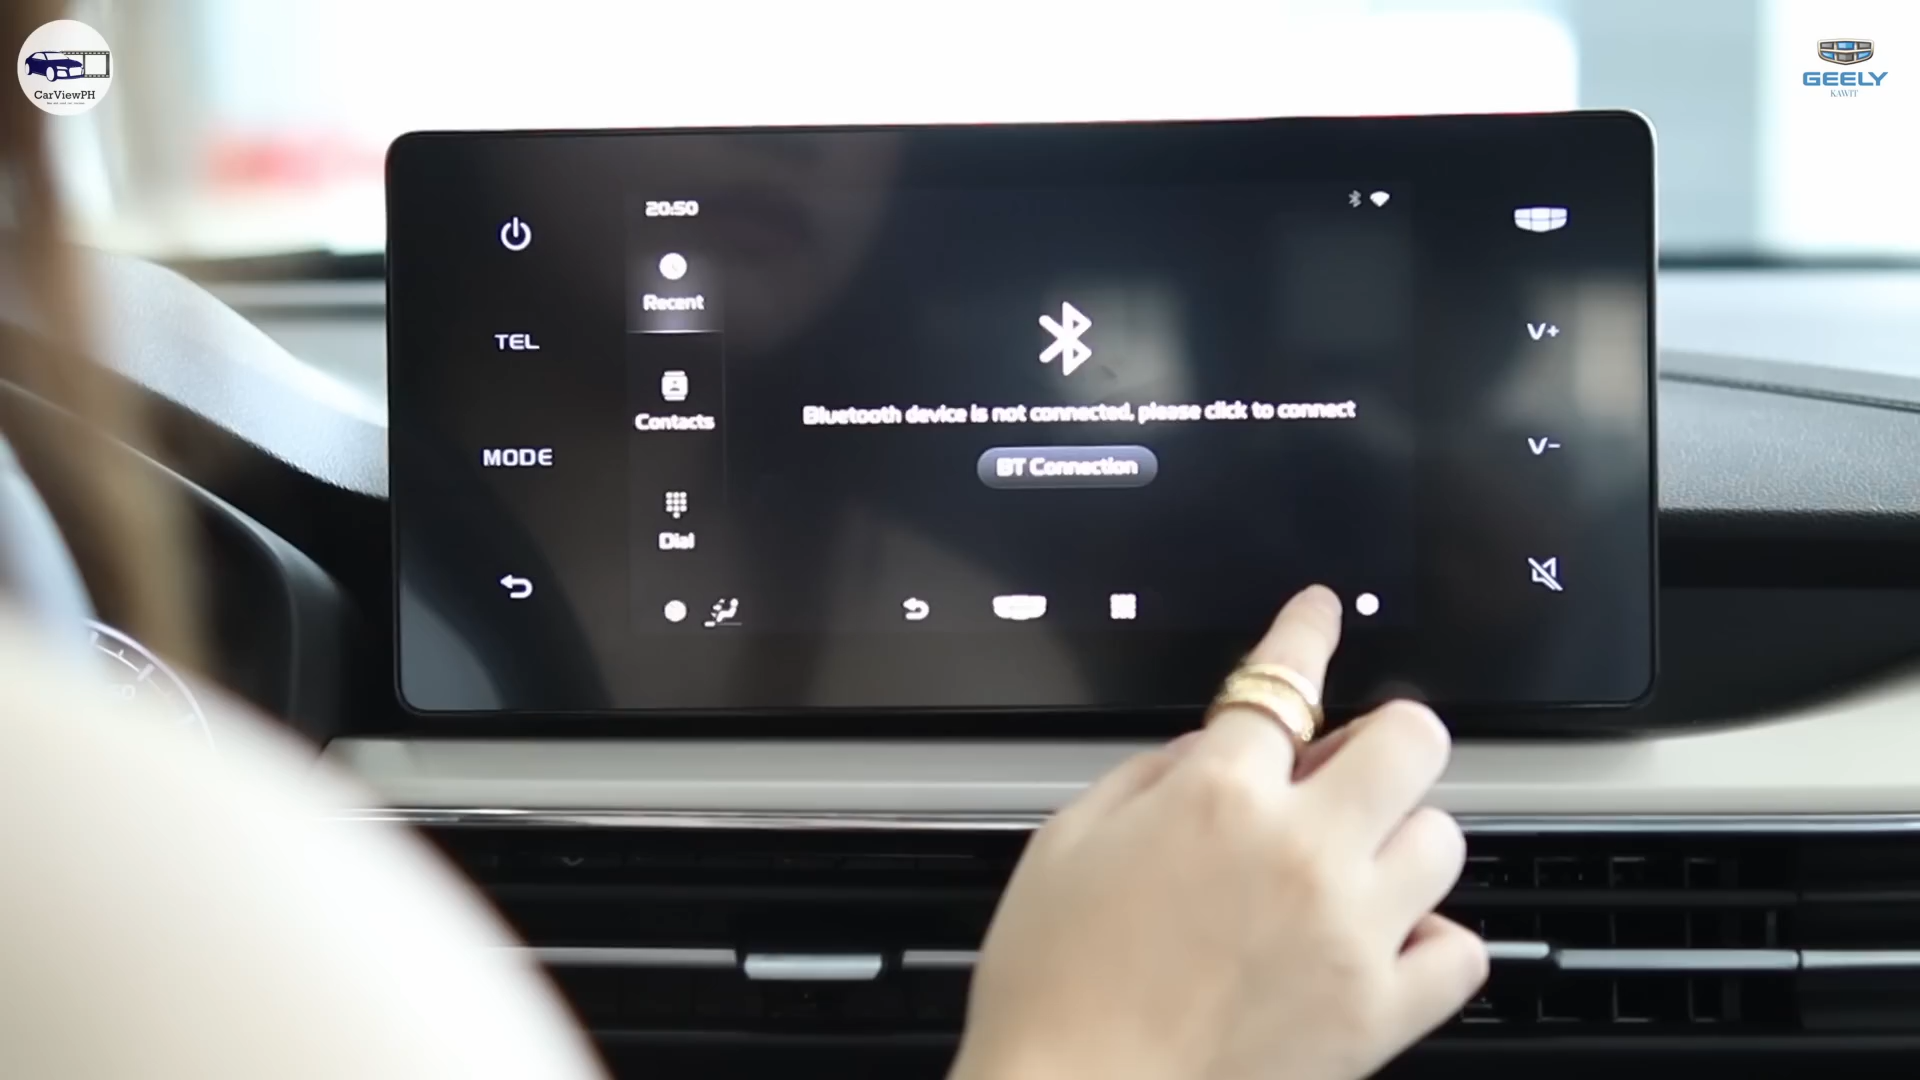 CarViewPH
GEELY
KAWIT
20:50
Recent
TEL
V+
Contacts
Bluetooth device is not connected, please click to connect
MODE
BT Connection
V-
Dial